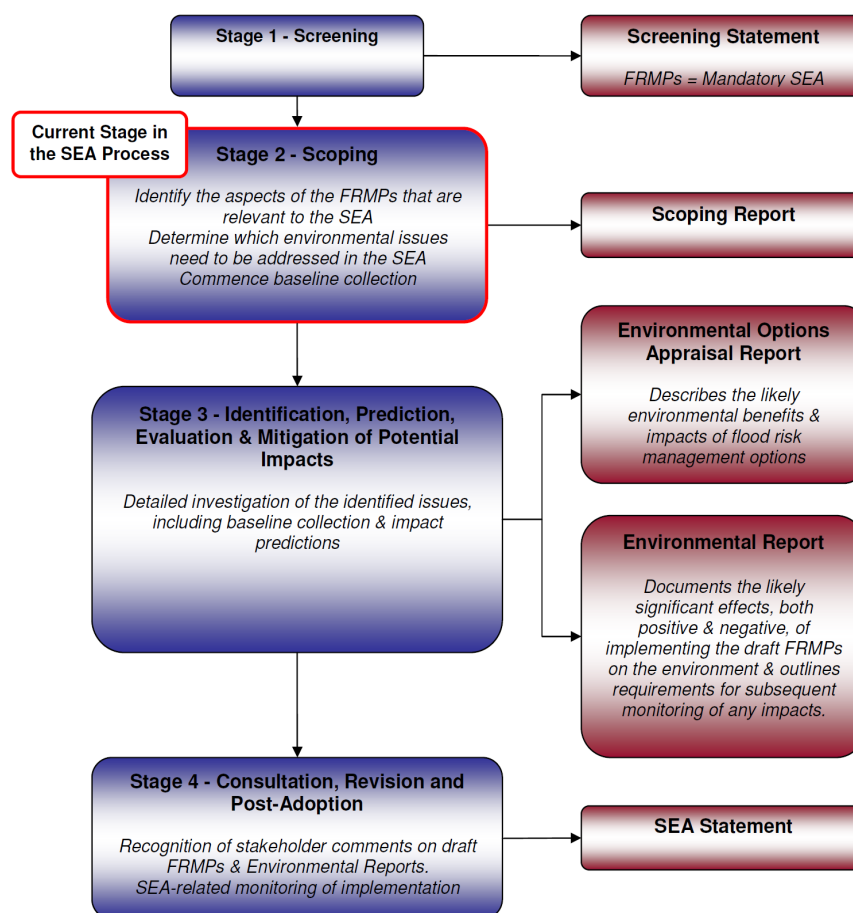 Stage 1 - Screening
Screening Statement
FRMPs = Mandatory SEA
Current Stage in
the SEA Process
Stage 2 - Scoping
Identify the aspects of the FRMPs that are
relevant to the SEA
Determine which environmental issues
need to be addressed in the SEA
Commence baseline collection
Scoping Report
Environmental Options
Appraisal Report
Describes the likely
environmental benefits &
impacts of flood risk
management options
Stage 3 - Identification, Prediction,
Evaluation & Mitigation of Potential
Impacts
Detailed investigation of the identified issues,
including baseline collection & impact
predictions
Environmental Report
Documents the likely
significant effects, both
positive & negative, of
implementing the draft FRMPs
on the environment & outlines
requirements for subsequent
monitoring of any impacts.
Stage 4 - Consultation, Revision and
Post-Adoption
Recognition of stakeholder comments on draft
FRMPs & Environmental Reports.
SEA-related monitoring of implementation
SEA Statement